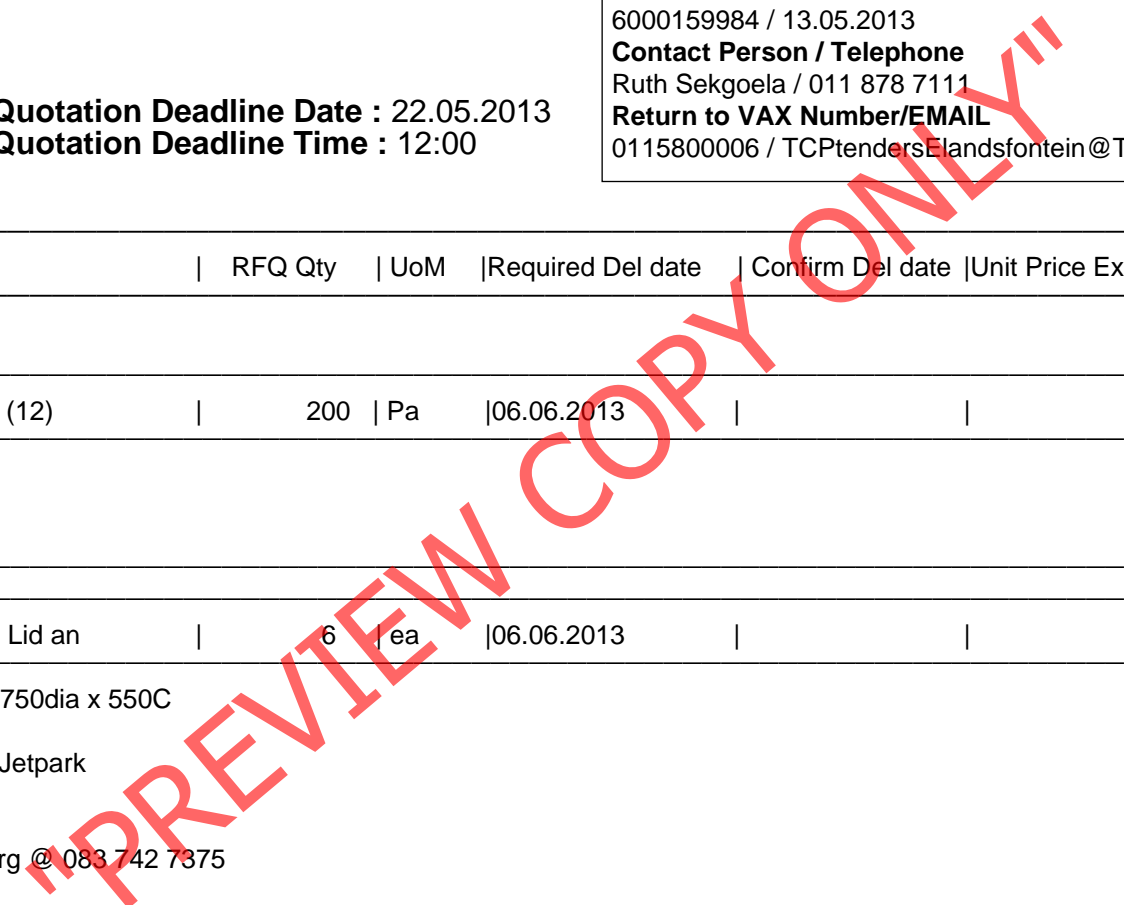 6000159984 / 13.05.2013
Contact Person / Telephone
Ruth Sekgoela / 011 878 7111
Return to VAX Number/EMAIL
0115800006 / TCPtendersElandsfontein@T
Quotation Deadline Date : 22.05.2013
Quotation Deadline Time : 12:00
| RFQ Qty | UoM |Required Del date | Confirm Del date |Unit Price Ex
(12) | 200 | Pa |06.06.2013 | |
Lid an | 6 | ea |06.06.2013 | |
750dia x 550C
Jetpark
rg @ 083 742 7375
"PREVIEW COPY ONLY"